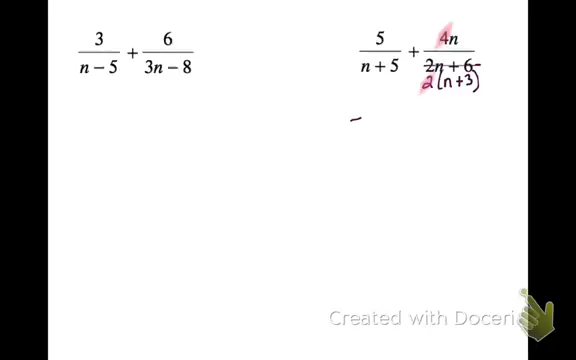 3/(n − 5) + 6/(3n − 8)
5/(n + 5) + 4n/(2n + 6)
2(n+3)
Created with Doceri